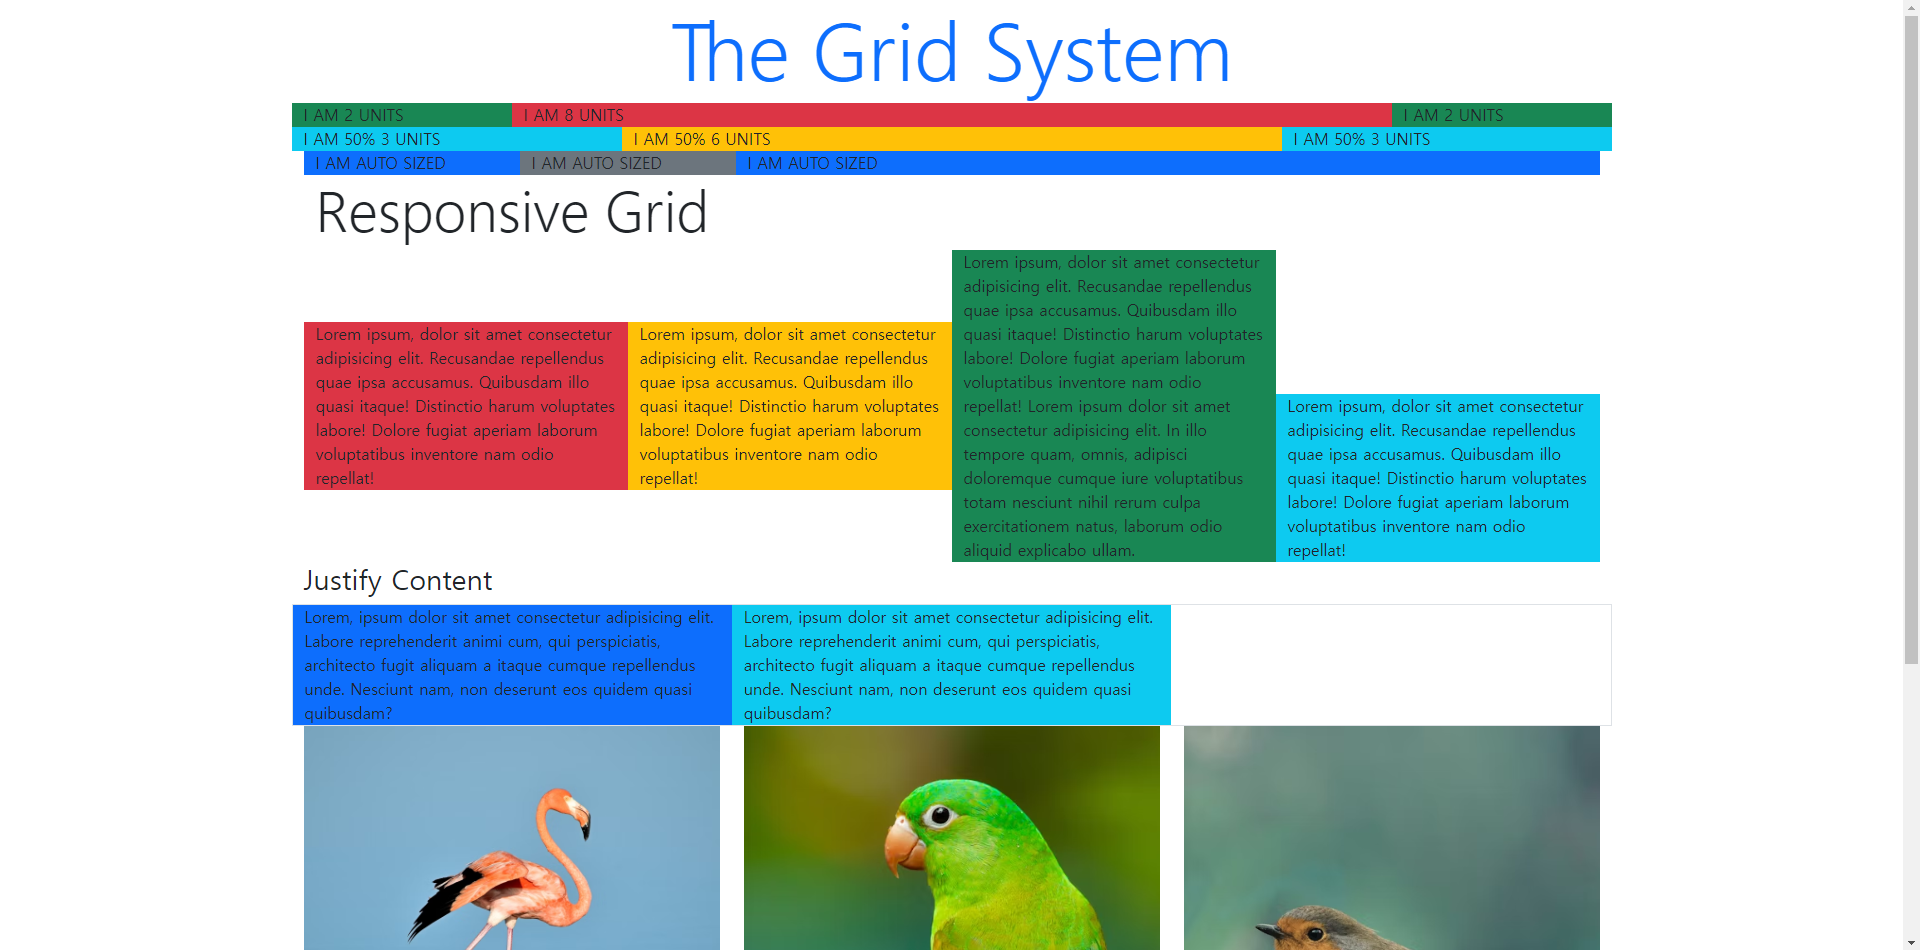 The Grid System
I AM 2 UNITS
I AM 8 UNITS
I AM 2 UNITS
I AM 50% 3 UNITS
I AM 50% 6 UNITS
I AM 50% 3 UNITS
I AM AUTO SIZED
I AM AUTO SIZED
I AM AUTO SIZED
Responsive Grid
Lorem ipsum, dolor sit amet consectetur
adipisicing elit. Recusandae repellendus
quae ipsa accusamus. Quibusdam illo
quasi itaque! Distinctio harum voluptates
labore! Dolore fugiat aperiam laborum
voluptatibus inventore nam odio
repellat!
Lorem ipsum, dolor sit amet consectetur
adipisicing elit. Recusandae repellendus
quae ipsa accusamus. Quibusdam illo
quasi itaque! Distinctio harum voluptates
labore! Dolore fugiat aperiam laborum
voluptatibus inventore nam odio
repellat!
Lorem ipsum, dolor sit amet consectetur
adipisicing elit. Recusandae repellendus
quae ipsa accusamus. Quibusdam illo
quasi itaque! Distinctio harum voluptates
labore! Dolore fugiat aperiam laborum
voluptatibus inventore nam odio
repellat! Lorem ipsum dolor sit amet
consectetur adipisicing elit. In illo
tempore quam, omnis, adipisci
doloremque cumque iure voluptatibus
totam nesciunt nihil rerum culpa
exercitationem natus, laborum odio
aliquid explicabo ullam.
Lorem ipsum, dolor sit amet consectetur
adipisicing elit. Recusandae repellendus
quae ipsa accusamus. Quibusdam illo
quasi itaque! Distinctio harum voluptates
labore! Dolore fugiat aperiam laborum
voluptatibus inventore nam odio
repellat!
Justify Content
Lorem, ipsum dolor sit amet consectetur adipisicing elit.
Labore reprehenderit animi cum, qui perspiciatis,
architecto fugit aliquam a itaque cumque repellendus
unde. Nesciunt nam, non deserunt eos quidem quasi
quibusdam?
Lorem, ipsum dolor sit amet consectetur adipisicing elit.
Labore reprehenderit animi cum, qui perspiciatis,
architecto fugit aliquam a itaque cumque repellendus
unde. Nesciunt nam, non deserunt eos quidem quasi
quibusdam?